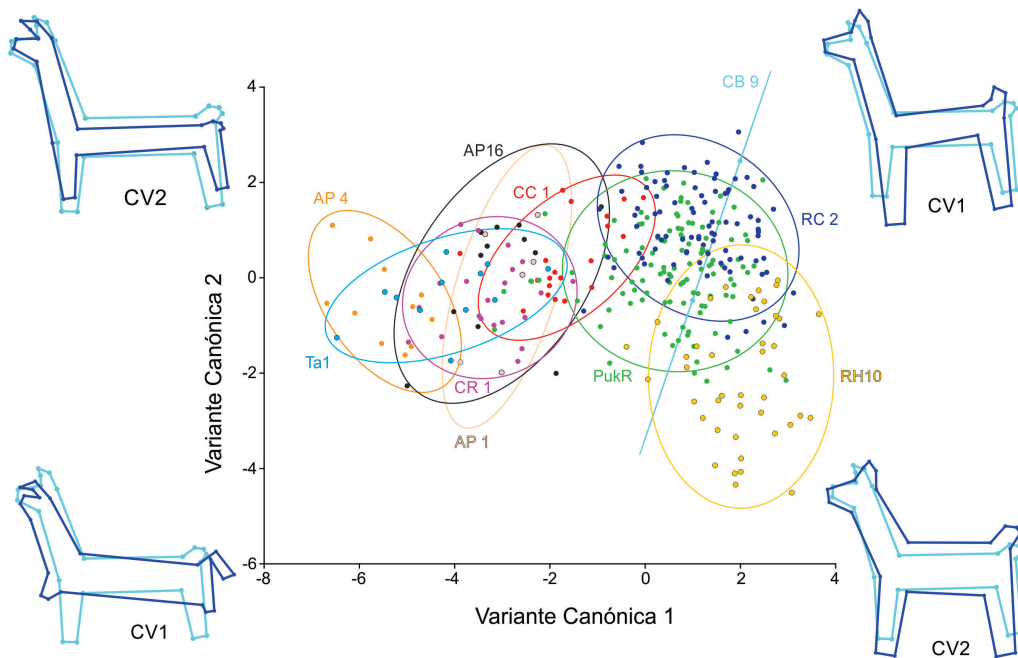 CV2
CV1
CB 9
AP16
AP 4
CC 1
RC 2
Ta1
CR 1
PukR
RH10
AP 1
Variante Canónica 2
4
2
0
-2
-4
-6
-8
-6
-4
-2
0
2
4
Variante Canónica 1
CV1
CV2